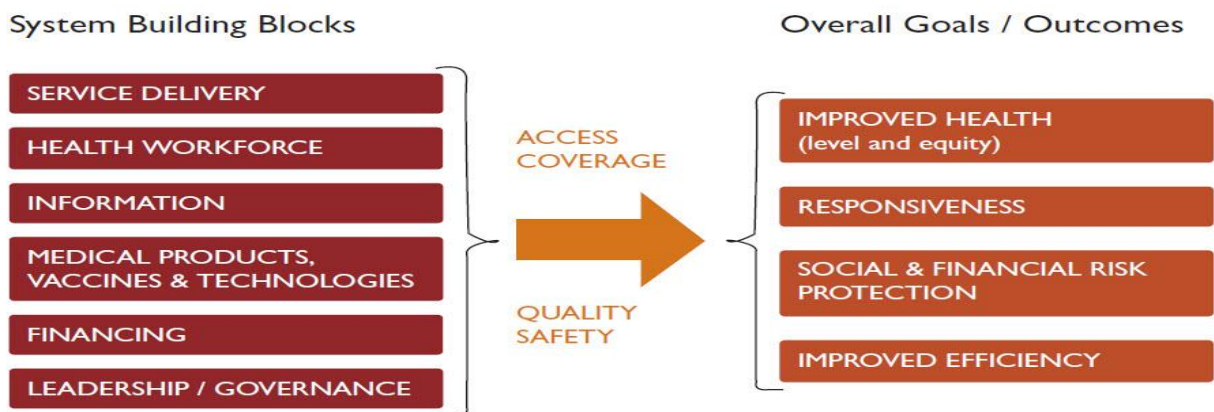 System Building Blocks
SERVICE DELIVERY
HEALTH WORKFORCE
INFORMATION
MEDICAL PRODUCTS,
VACCINES & TECHNOLOGIES
FINANCING
LEADERSHIP / GOVERNANCE
ACCESS
COVERAGE
QUALITY
SAFETY
Overall Goals / Outcomes
IMPROVED HEALTH
(level and equity)
RESPONSIVENESS
SOCIAL & FINANCIAL RISK
PROTECTION
IMPROVED EFFICIENCY